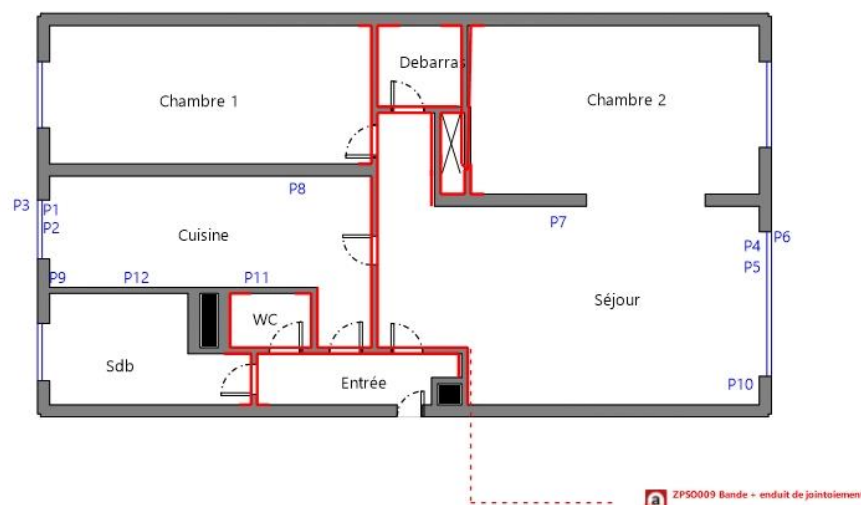 Debarras
Chambre 1
Chambre 2
P8
P3
P1
P2
P7
P6
P4
P5
Cuisine
P9
P12
P11
Séjour
WC
Sdb
Entrée
P10
a
ZPSO009 Bande + enduit de jointoiement